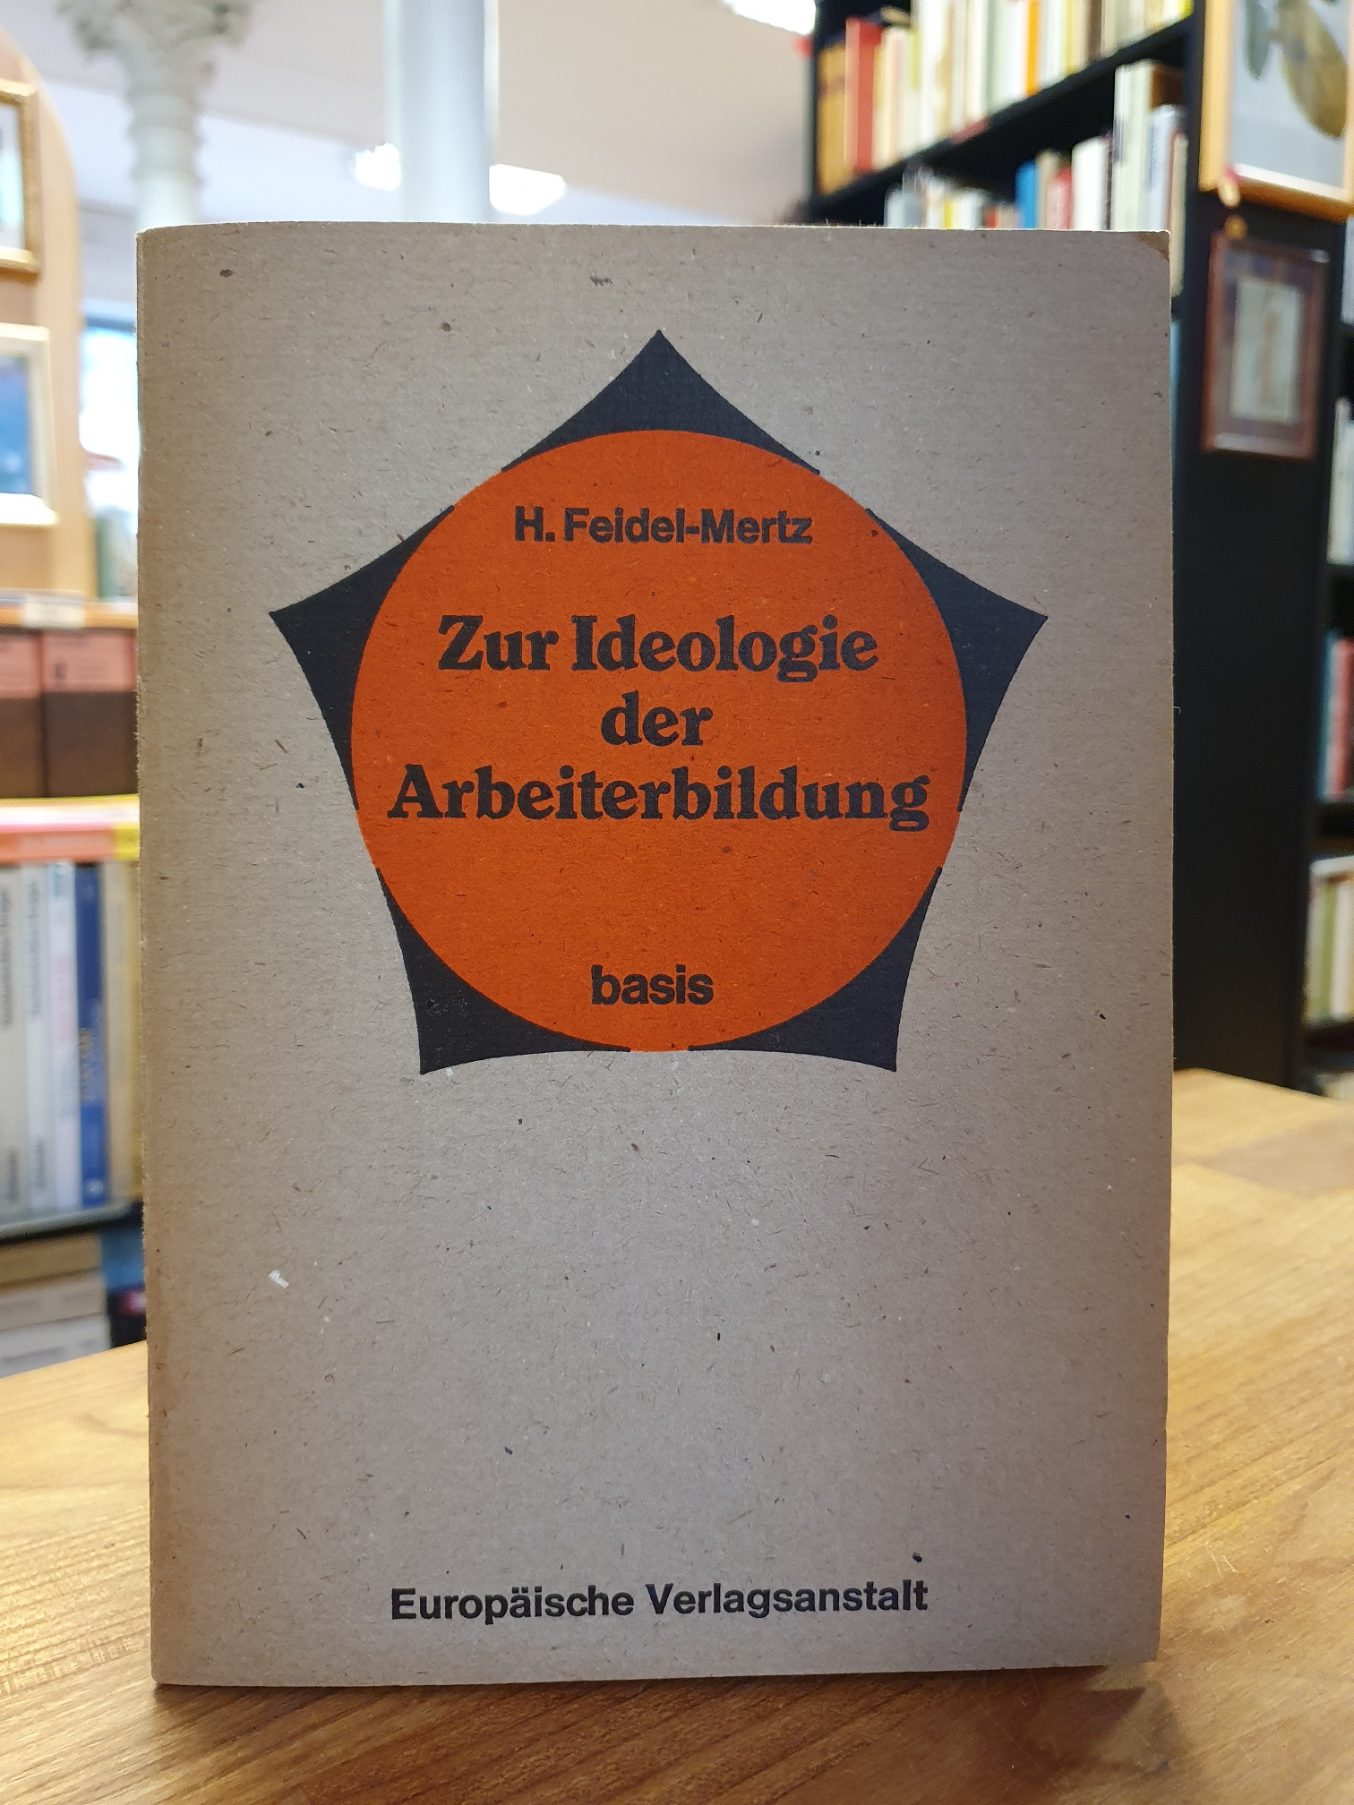 H. Feidel-Mertz
Zur Ideologie
der
Arbeiterbildung
basis
Europäische Verlagsanstalt